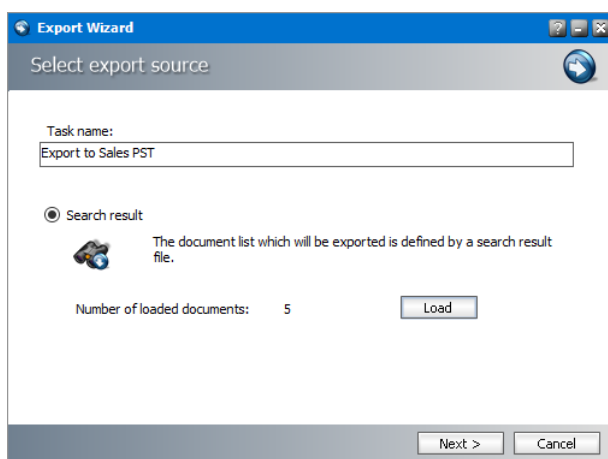 Export Wizard
Select export source
Task name:
Export to Sales PST
Search result
The document list which will be exported is defined by a search result
file.
Number of loaded documents: 5 Load
Next > Cancel